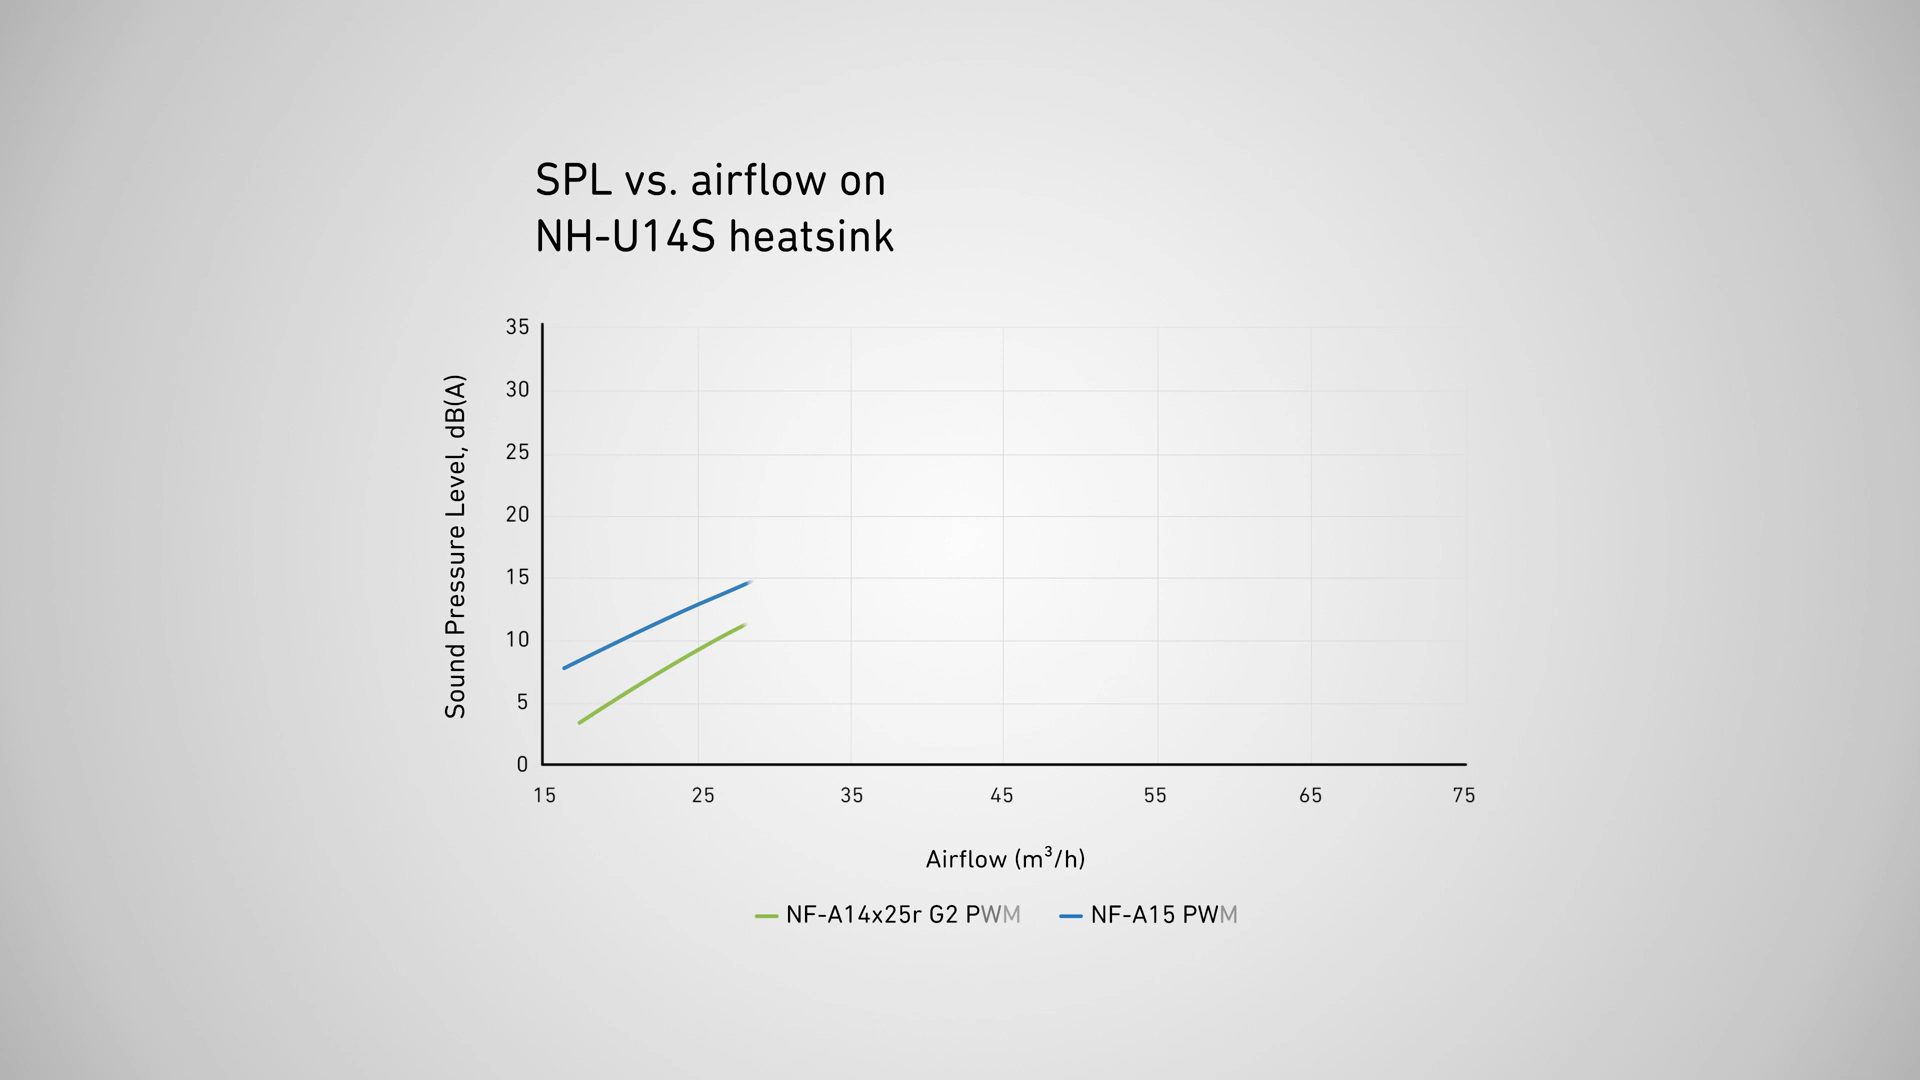 SPL vs. airflow on
NH-U14S heatsink
35
30
25
20
15
10
5
0
Sound Pressure Level, dB(A)
15 25 35 45 55 65 75
Airflow (m³/h)
NF-A14x25r G2 PWM NF-A15 PWM